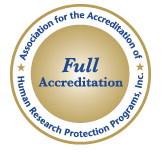 Association for the Accreditation of
Full
Accreditation
Human Research Protection Programs, Inc.